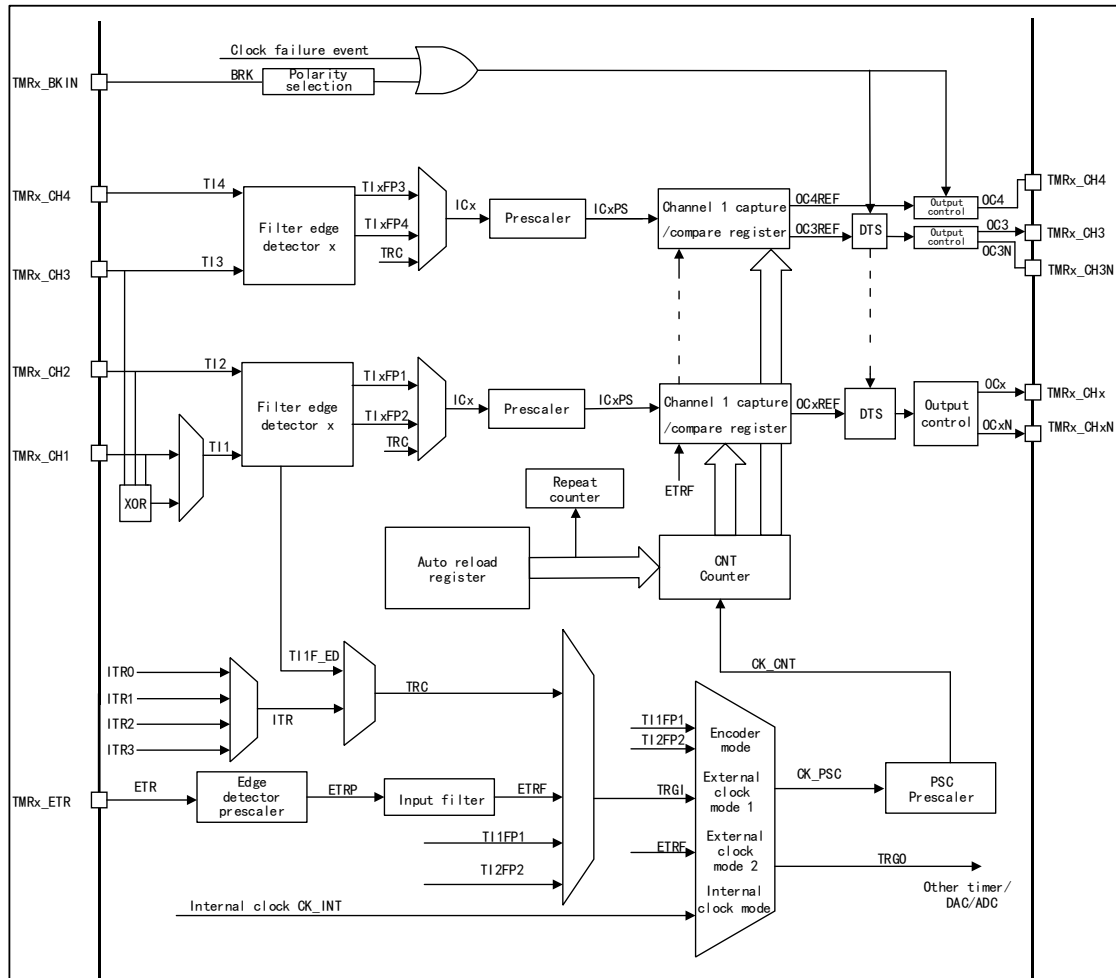 Clock failure event
TMRx_BKIN
BRK
Polarity
selection
TMRx_CH4
TI4
TIxFP3
TIxFP4
TRC
Filter edge
detector x
ICx
Prescaler
ICxPS
Channel 1 capture
/compare register
OC4REF
OC3REF
DTS
Output
control
OC4
TMRx_CH4
Output
control
OC3
TMRx_CH3
OC3N
TMRx_CH3N
TMRx_CH3
TI3
TMRx_CH2
TI2
Filter edge
detector x
TIxFP1
TIxFP2
TRC
ICx
Prescaler
ICxPS
Channel 1 capture
/compare register
OCxREF
DTS
Output
control
OCx
TMRx_CHx
OCxN
TMRx_CHxN
TMRx_CH1
TI1
XOR
ETRF
Repeat
counter
Auto reload
register
CNT
Counter
TI1F_ED
CK_CNT
ITR0
ITR1
ITR2
ITR3
ITR
TRC
TI1FP1
TI2FP2
Encoder
mode
External
clock
mode 1
External
clock
mode 2
Internal
clock mode
CK_PSC
PSC
Prescaler
TMRx_ETR
ETR
Edge
detector
prescaler
ETRP
Input filter
ETRF
TRGI
TI1FP1
TI2FP2
ETRF
TRGO
Other timer/
DAC/ADC
Internal clock CK_INT